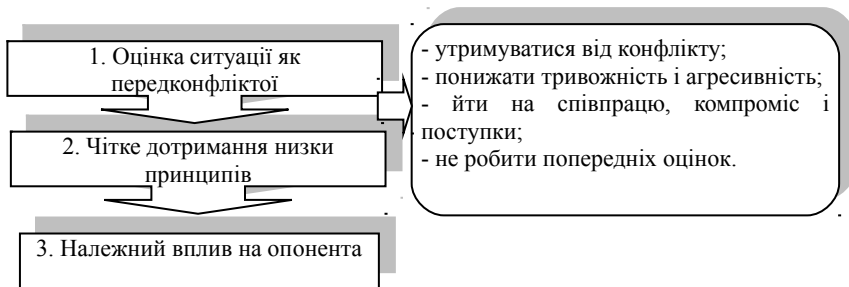 1. Оцінка ситуації як
передконфліктої
2. Чітке дотримання низки
принципів
3. Належний вплив на опонента
- утримуватися від конфлікту;
- понижати тривожність і агресивність;
- йти на співпрацю, компроміс і
поступки;
- не робити попередніх оцінок.